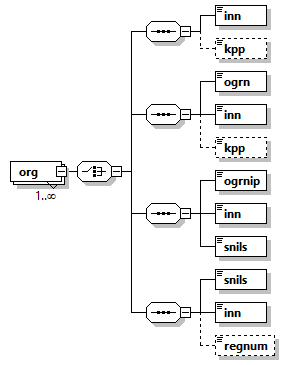 inn
kpp
ogrn
inn
kpp
org
1..∞
ogrnip
inn
snils
snils
inn
regnum